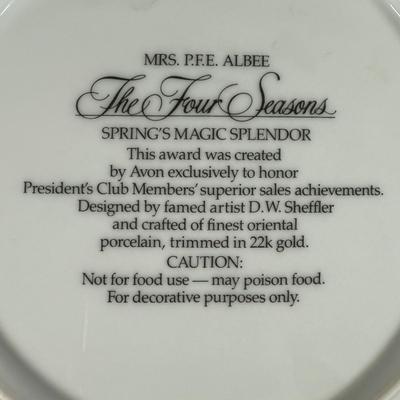 MRS. P.F.E. ALBEE
The Four Seasons
SPRING'S MAGIC SPLENDOR
This award was created
by Avon exclusively to honor
President's Club Members' superior sales achievements.
Designed by famed artist D.W. Sheffler
and crafted of finest oriental
porcelain, trimmed in 22k gold.
CAUTION:
Not for food use — may poison food.
For decorative purposes only.